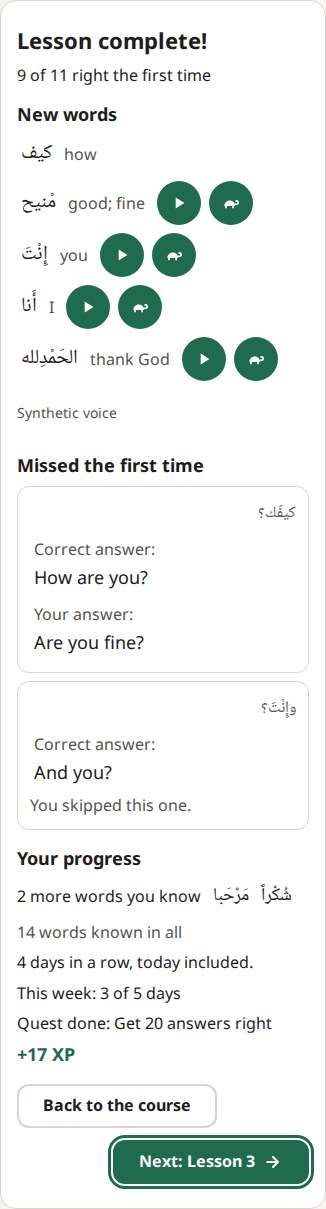 Lesson complete!
9 of 11 right the first time
New words
كيف how
مْنيح good; fine
إِنْتَ you
أَنا I
الحَمْدِلله thank God
Synthetic voice
Missed the first time
كيفَك؟
Correct answer:
How are you?
Your answer:
Are you fine?
وإِنْتَ؟
Correct answer:
And you?
You skipped this one.
Your progress
2 more words you know مَرْحَبا شُكْراً
14 words known in all
4 days in a row, today included.
This week: 3 of 5 days
Quest done: Get 20 answers right
+17 XP
Back to the course
Next: Lesson 3 →